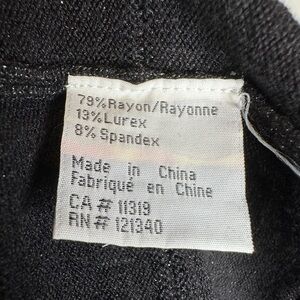 79%Rayon/Rayonne
13%Lurex
8% Spandex
Made in China
Fabriqué en Chine
CA # 11319
RN# 121340